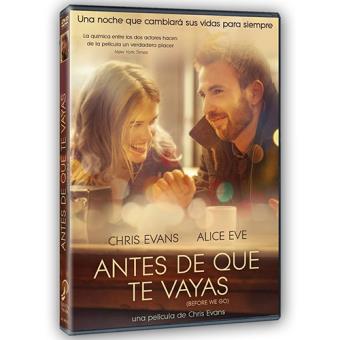 Una noche que cambiará sus vidas para siempre
La química entre los dos actores hacen
de la película un verdadero placer
New York Times
CHRIS EVANS ALICE EVE
ANTES DE QUE
TE VAYAS
(BEFORE WE GO)
una película de Chris Evans
DVD
ANTES DE QUE TE VAYAS